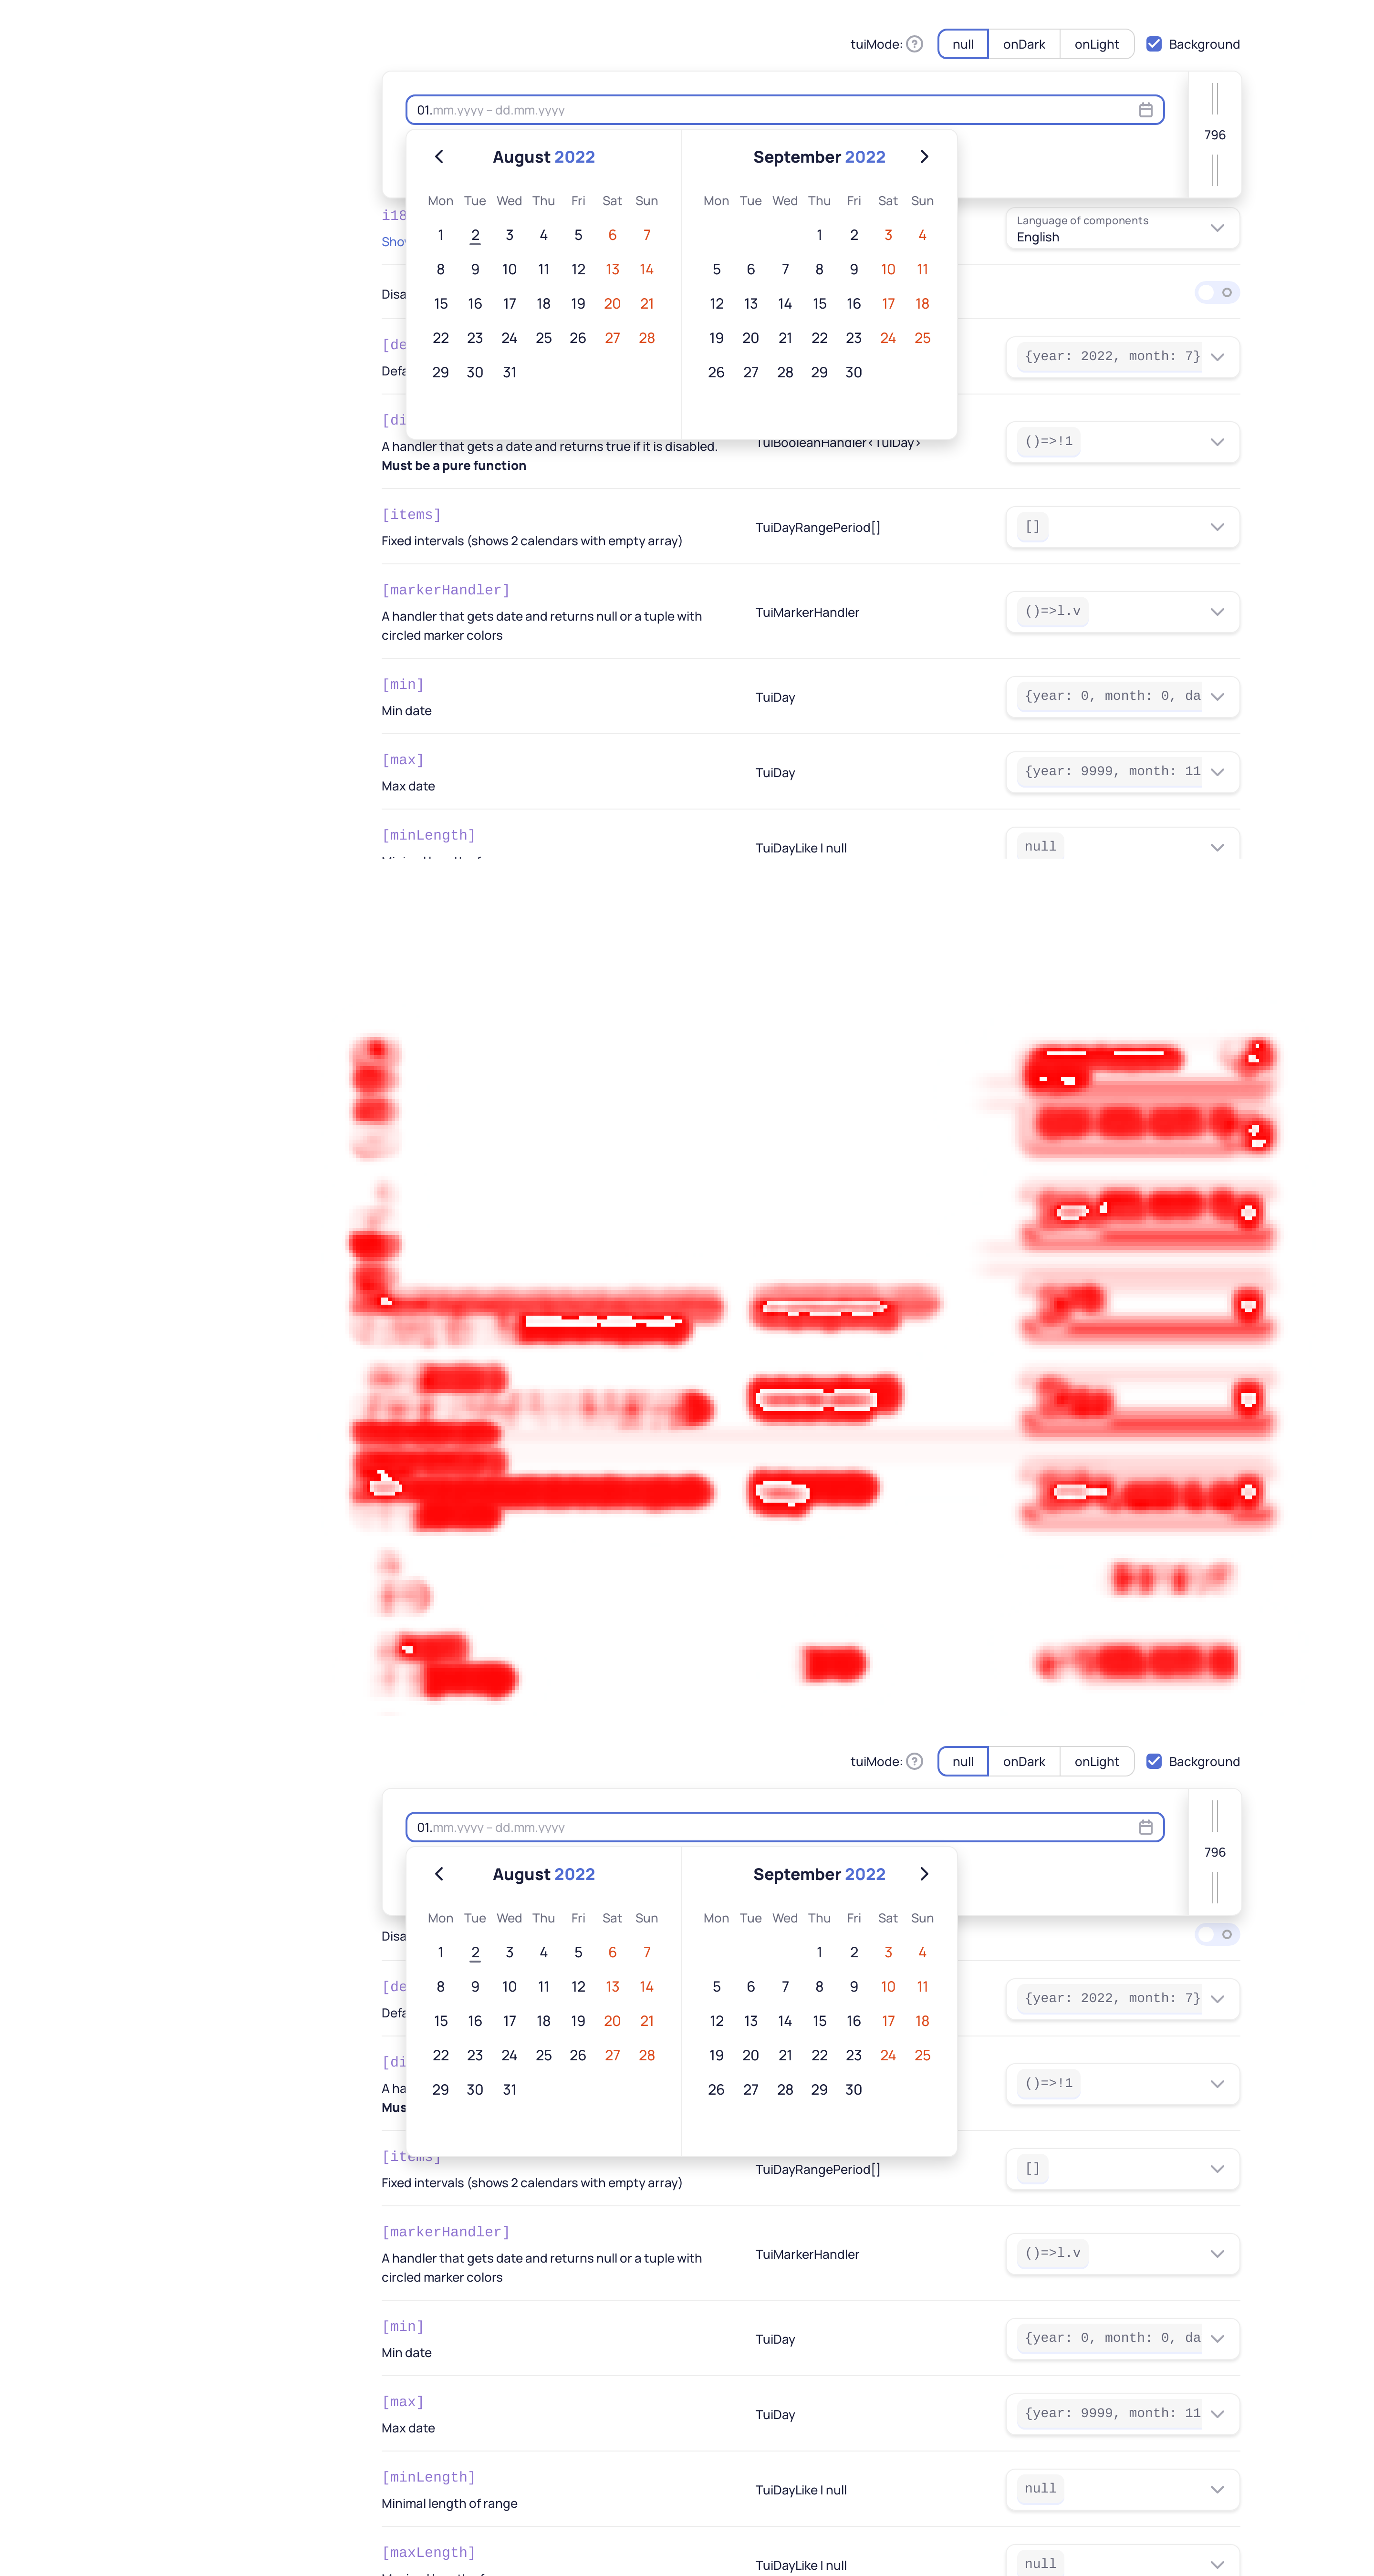 tuiMode: ? null onDark onLight Background
01.mm.yyyy – dd.mm.yyyy
796
August 2022 September 2022
Mon Tue Wed Thu Fri Sat Sun Mon Tue Wed Thu Fri Sat Sun
1 2 3 4 5 6 7 1 2 3 4
8 9 10 11 12 13 14 5 6 7 8 9 10 11
15 16 17 18 19 20 21 12 13 14 15 16 17 18
22 23 24 25 26 27 28 19 20 21 22 23 24 25
29 30 31 26 27 28 29 30
i18
Language of components
Show
English
Disa
[de
{year: 2022, month: 7}
Defa
[di
TuiBooleanHandler<TuiDay>
()=>!1
A handler that gets a date and returns true if it is disabled.
Must be a pure function
[items]
TuiDayRangePeriod[]
[]
Fixed intervals (shows 2 calendars with empty array)
[markerHandler]
A handler that gets date and returns null or a tuple with
TuiMarkerHandler
()=>l.v
circled marker colors
[min]
TuiDay
{year: 0, month: 0, da
Min date
[max]
TuiDay
{year: 9999, month: 11
Max date
[minLength]
TuiDayLike | null
null
tuiMode: ? null onDark onLight Background
01.mm.yyyy – dd.mm.yyyy
796
August 2022 September 2022
Mon Tue Wed Thu Fri Sat Sun Mon Tue Wed Thu Fri Sat Sun
1 2 3 4 5 6 7 1 2 3 4
8 9 10 11 12 13 14 5 6 7 8 9 10 11
15 16 17 18 19 20 21 12 13 14 15 16 17 18
22 23 24 25 26 27 28 19 20 21 22 23 24 25
29 30 31 26 27 28 29 30
Disa
[de
{year: 2022, month: 7}
Defa
[di
()=>!1
A ha
Mus
[items]
TuiDayRangePeriod[]
[]
Fixed intervals (shows 2 calendars with empty array)
[markerHandler]
A handler that gets date and returns null or a tuple with
TuiMarkerHandler
()=>l.v
circled marker colors
[min]
TuiDay
{year: 0, month: 0, da
Min date
[max]
TuiDay
{year: 9999, month: 11
Max date
[minLength]
TuiDayLike | null
null
Minimal length of range
[maxLength]
TuiDayLike | null
null